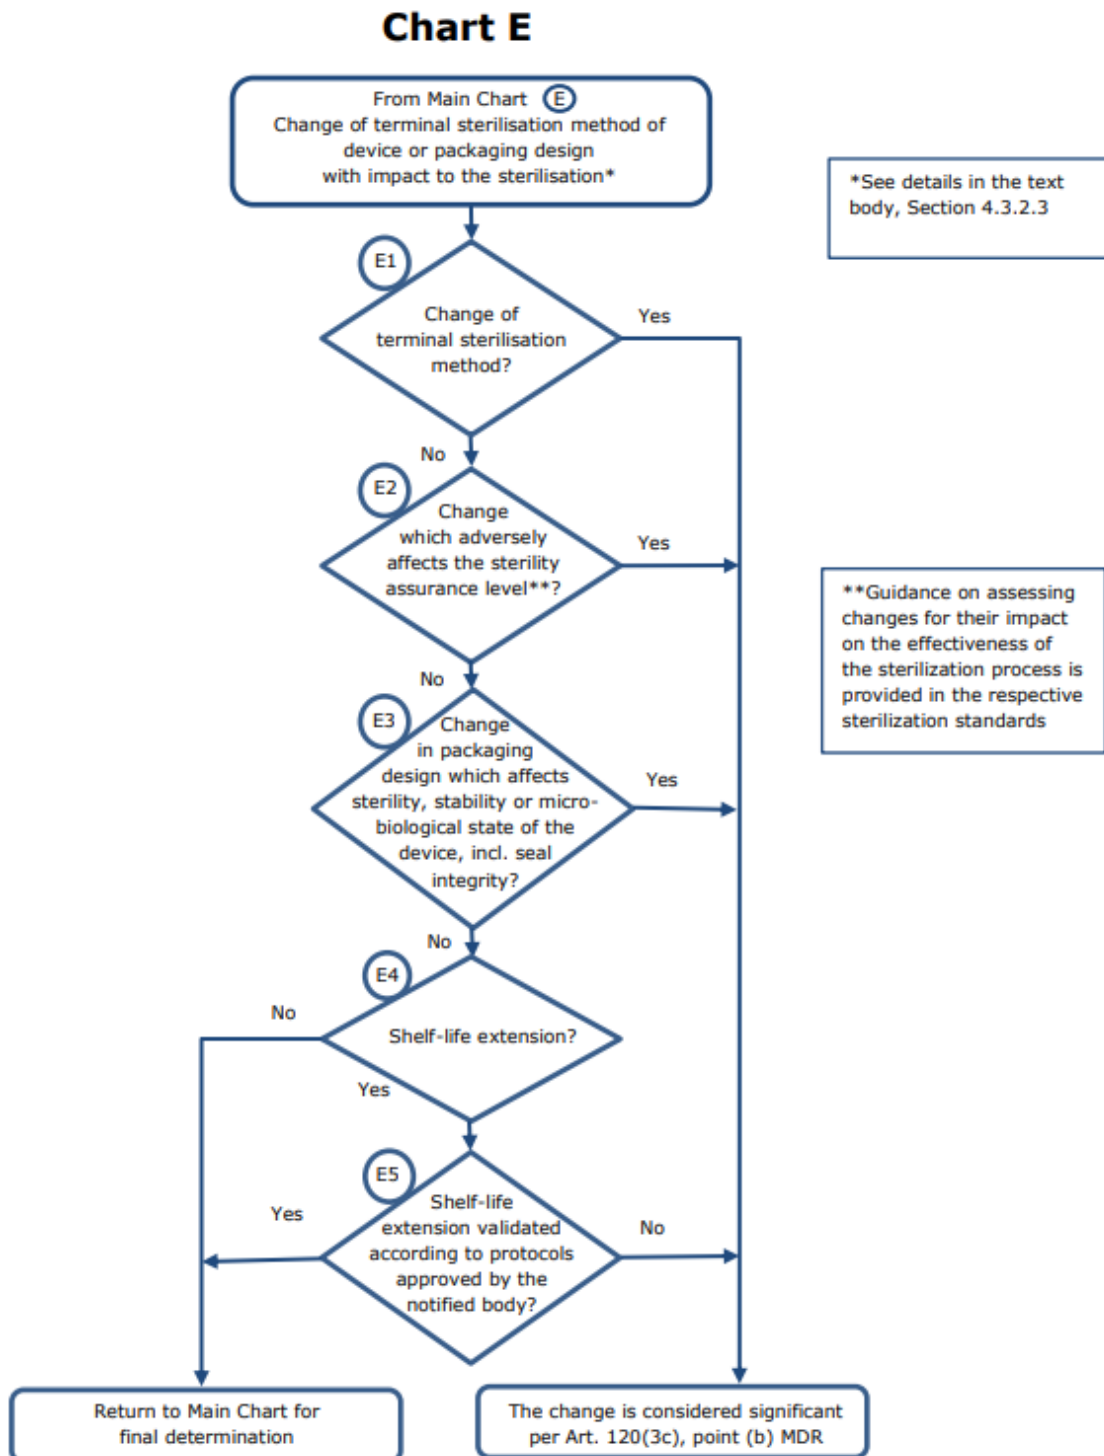 Chart E
From Main Chart E
Change of terminal sterilisation method of
device or packaging design
with impact to the sterilisation*
*See details in the text
body, Section 4.3.2.3
E1
Change of
terminal sterilisation
method?
Yes
No
E2
Change
which adversely
affects the sterility
assurance level**?
Yes
**Guidance on assessing
changes for their impact
on the effectiveness of
the sterilization process is
provided in the respective
sterilization standards
No
E3
Change
in packaging
design which affects
sterility, stability or micro-
biological state of the
device, incl. seal
integrity?
Yes
No
E4
No
Shelf-life extension?
Yes
E5
Shelf-life
extension validated
according to protocols
approved by the
notified body?
Yes
No
Return to Main Chart for
final determination
The change is considered significant
per Art. 120(3c), point (b) MDR